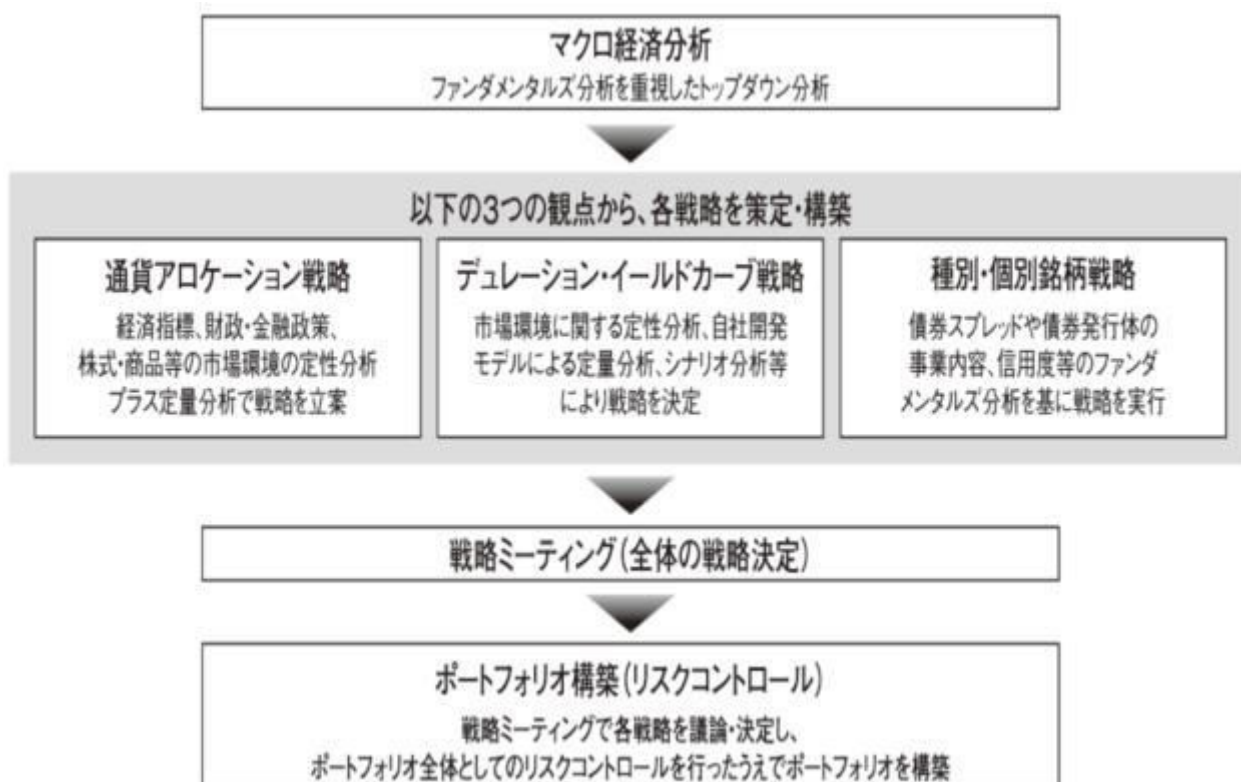 マクロ経済分析
ファンダメンタルズ分析を重視したトップダウン分析
以下の3つの観点から、各戦略を策定・構築
通貨アロケーション戦略
経済指標、財政・金融政策、
株式・商品等の市場環境の定性分析
プラス定量分析で戦略を立案
デュレーション・イールドカーブ戦略
市場環境に関する定性分析、自社開発
モデルによる定量分析、シナリオ分析等
により戦略を決定
種別・個別銘柄戦略
債券スプレッドや債券発行体の
事業内容、信用度等のファンダ
メンタルズ分析を基に戦略を実行
戦略ミーティング(全体の戦略決定)
ポートフォリオ構築(リスクコントロール)
戦略ミーティングで各戦略を議論・決定し、
ポートフォリオ全体としてのリスクコントロールを行ったうえでポートフォリオを構築